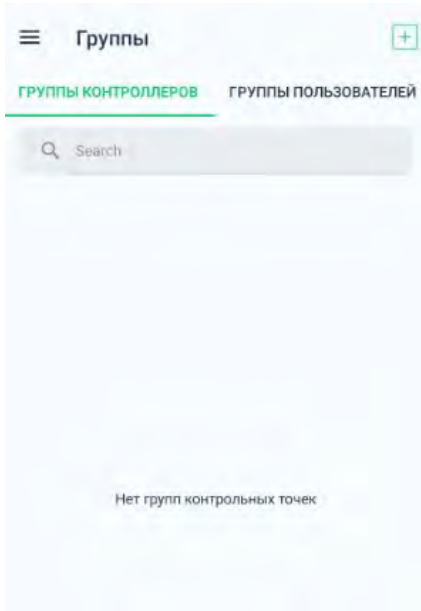 Группы
ГРУППЫ КОНТРОЛЛЕРОВ ГРУППЫ ПОЛЬЗОВАТЕЛЕЙ
Search
Нет групп контрольных точек